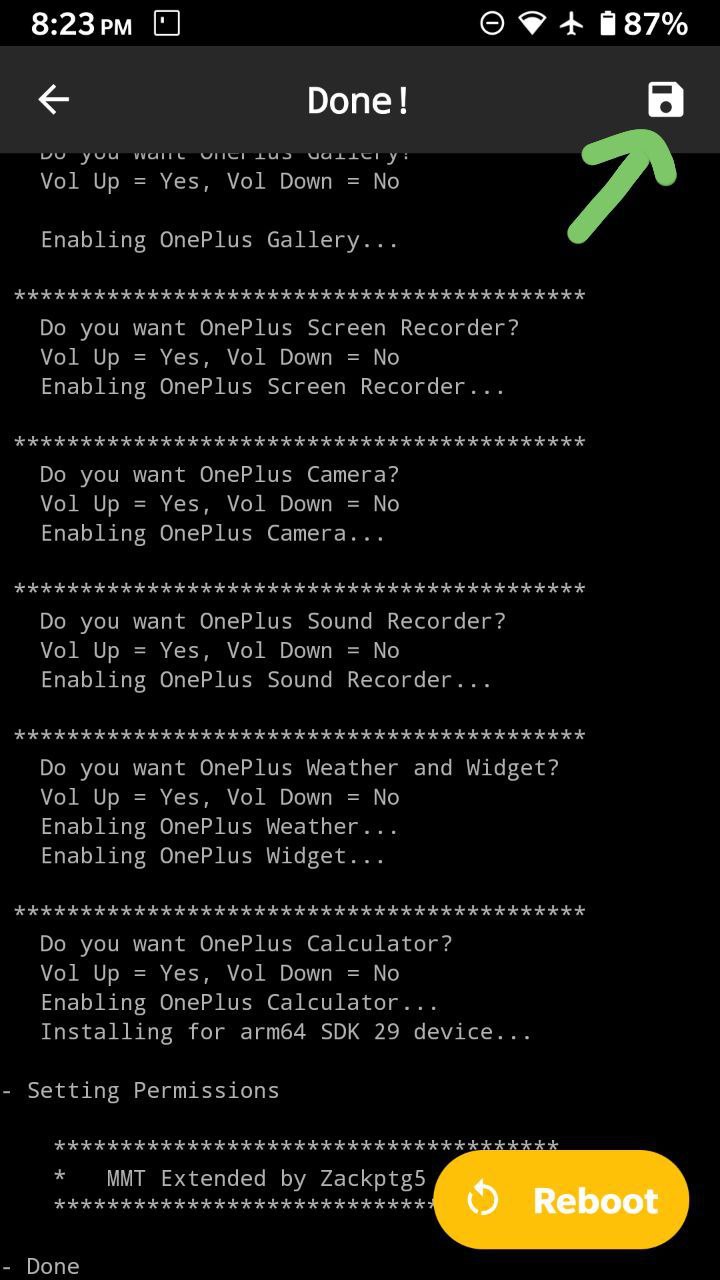 8:23 PM 87%
Done!
Do you want OnePlus Gallery?
Vol Up = Yes, Vol Down = No
Enabling OnePlus Gallery...
*******************************************
Do you want OnePlus Screen Recorder?
Vol Up = Yes, Vol Down = No
Enabling OnePlus Screen Recorder...
*******************************************
Do you want OnePlus Camera?
Vol Up = Yes, Vol Down = No
Enabling OnePlus Camera...
*******************************************
Do you want OnePlus Sound Recorder?
Vol Up = Yes, Vol Down = No
Enabling OnePlus Sound Recorder...
*******************************************
Do you want OnePlus Weather and Widget?
Vol Up = Yes, Vol Down = No
Enabling OnePlus Weather...
Enabling OnePlus Widget...
*******************************************
Do you want OnePlus Calculator?
Vol Up = Yes, Vol Down = No
Enabling OnePlus Calculator...
Installing for arm64 SDK 29 device...
- Setting Permissions
**************************************
* MMT Extended by Zackptg5
*****************************
Reboot
- Done